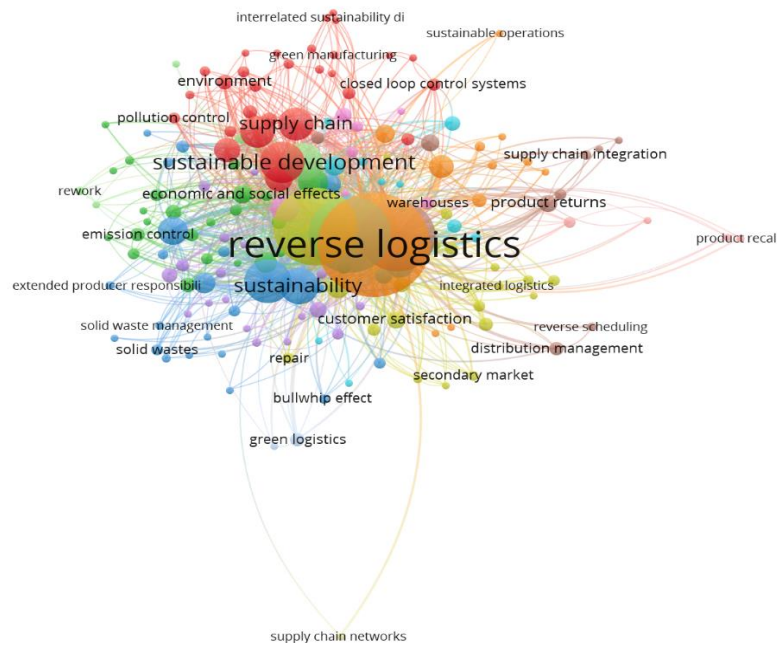 interrelated sustainability di
sustainable operations
green manufacturing
environment
closed loop control systems
pollution control
supply chain
sustainable development
supply chain integration
rework
economic and social effects
warehouses
product returns
emission control
reverse logistics
product recal
extended producer responsibili
sustainability
integrated logistics
solid waste management
customer satisfaction
reverse scheduling
solid wastes
repair
distribution management
secondary market
bullwhip effect
green logistics
supply chain networks